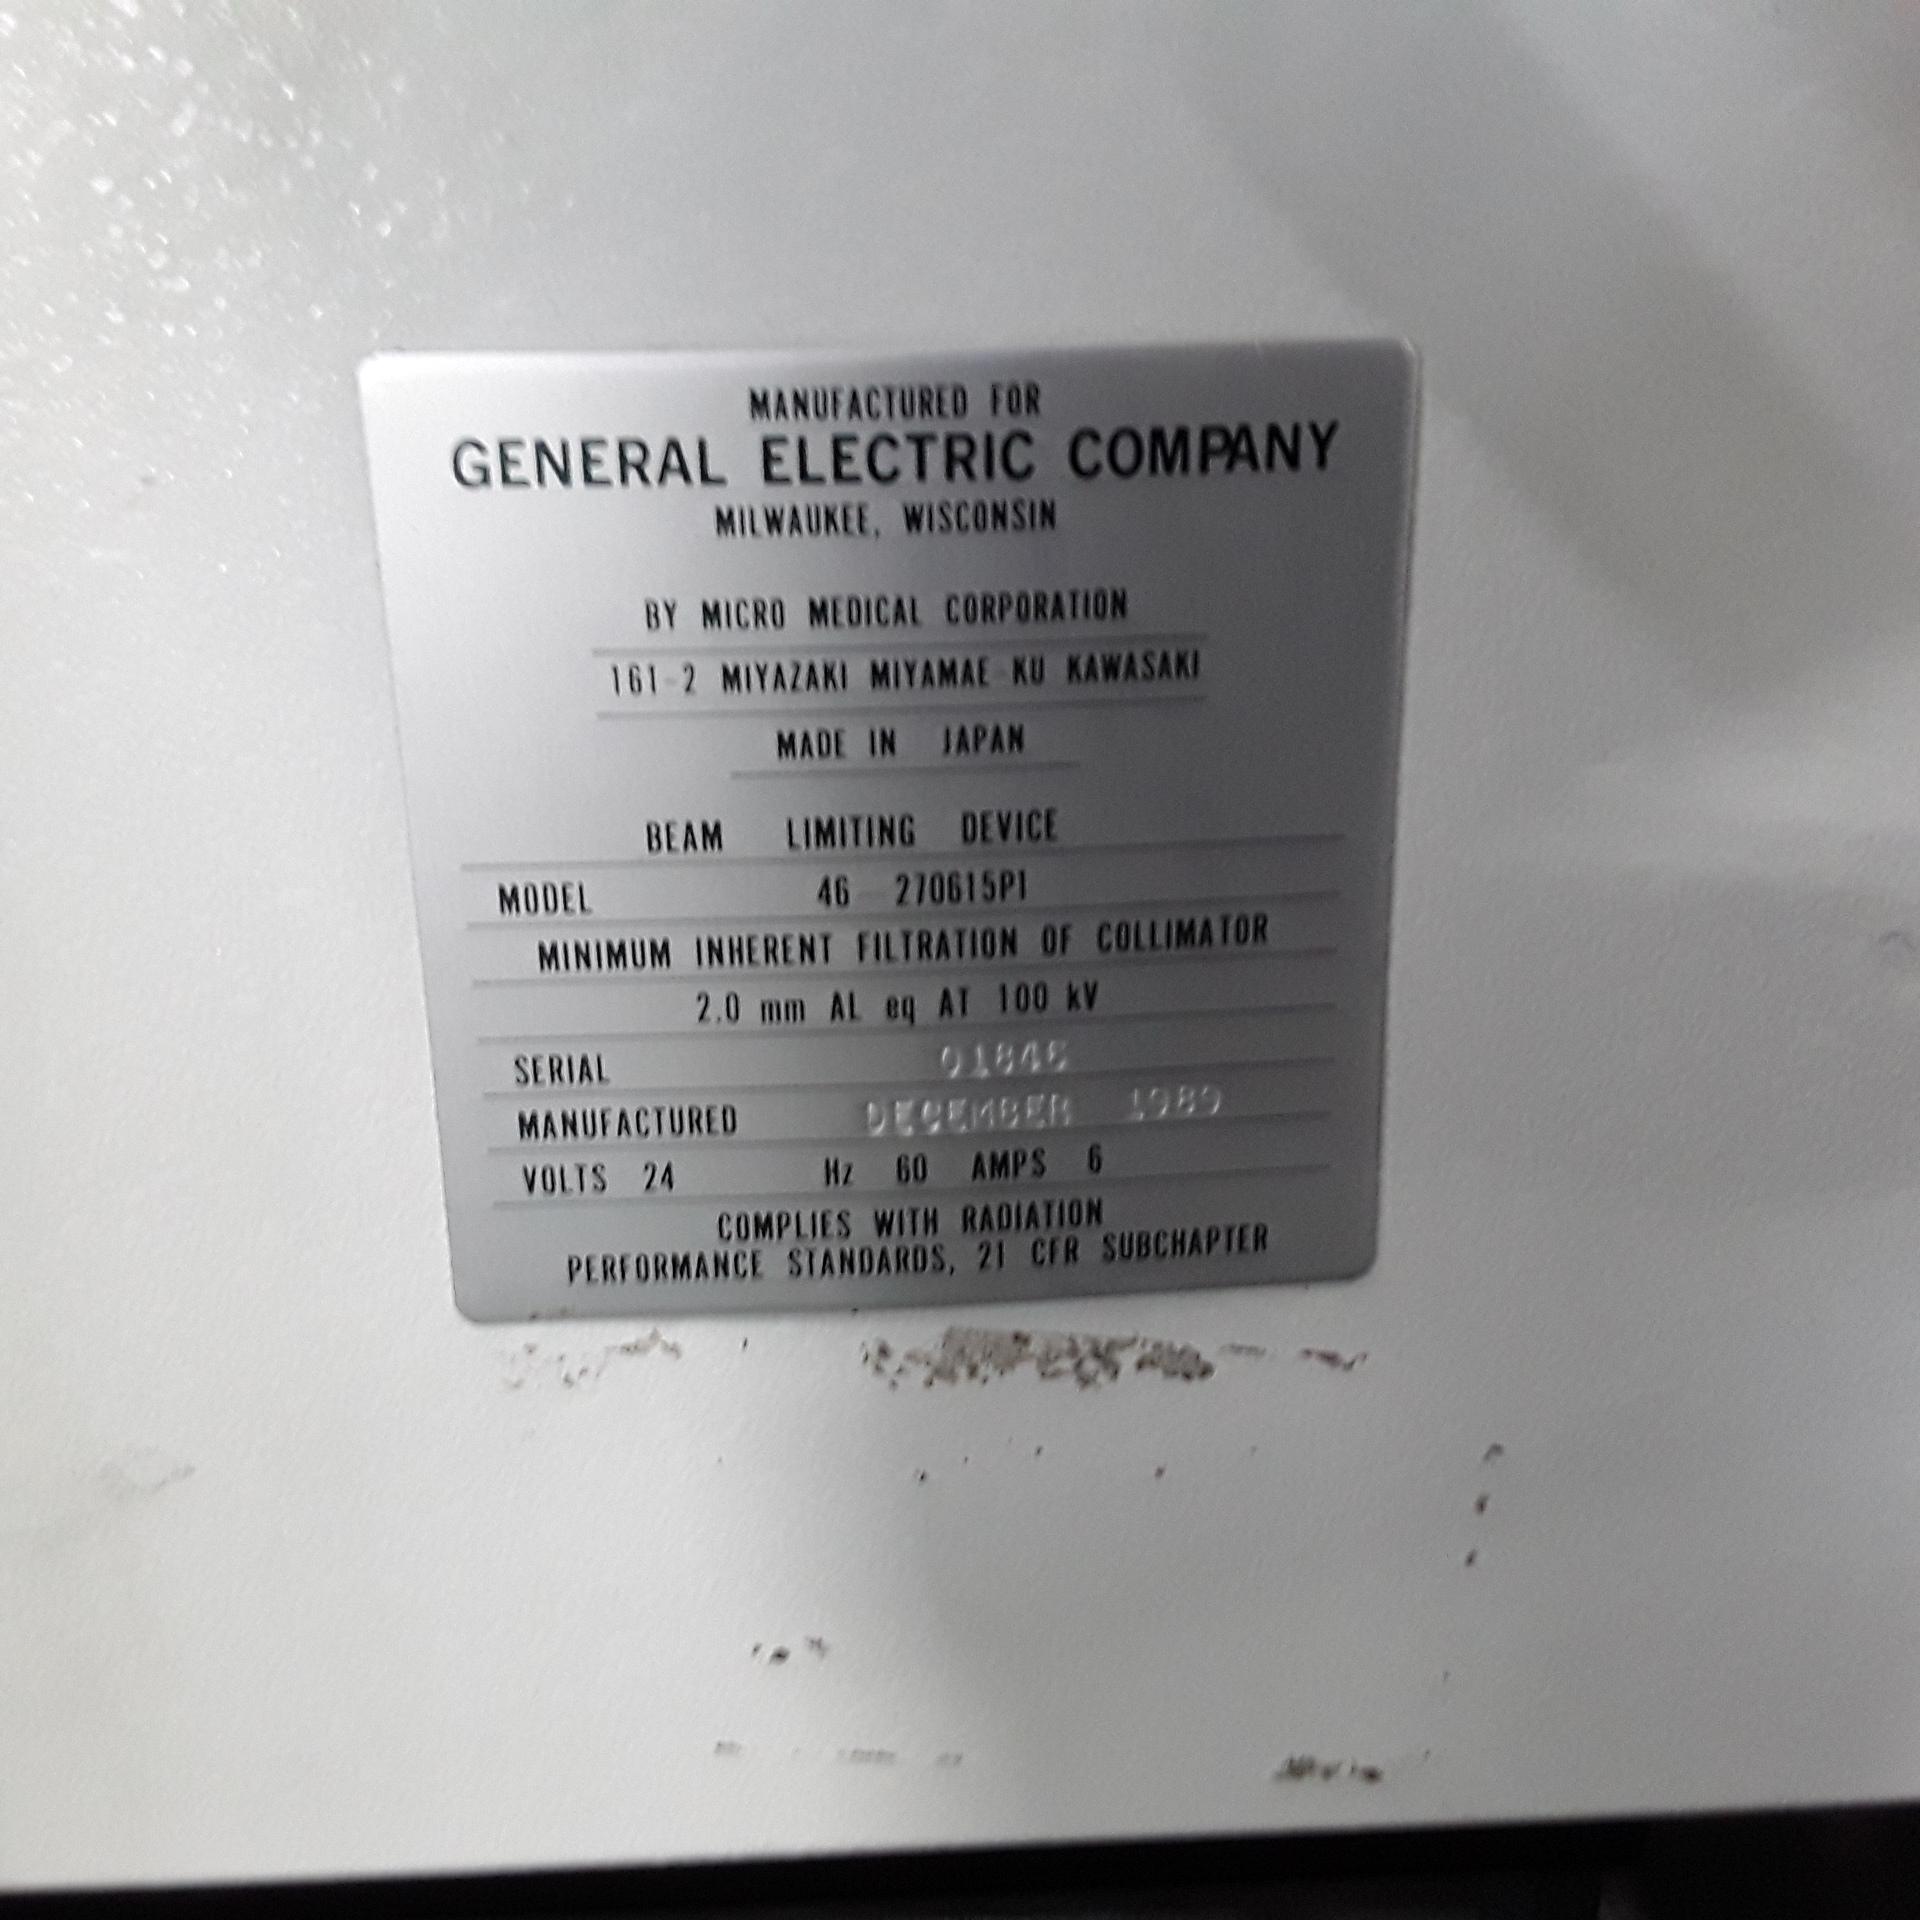 MANUFACTURED FOR
GENERAL ELECTRIC COMPANY
MILWAUKEE, WISCONSIN
BY MICRO MEDICAL CORPORATION
161-2 MIYAZAKI MIYAMAE-KU KAWASAKI
MADE IN JAPAN
BEAM LIMITING DEVICE
MODEL 46-270615P1
MINIMUM INHERENT FILTRATION OF COLLIMATOR
2.0 mm AL eq AT 100 kV
SERIAL
MANUFACTURED DECEMBER 1989
VOLTS 24 Hz 60 AMPS 6
COMPLIES WITH RADIATION
PERFORMANCE STANDARDS, 21 CFR SUBCHAPTER